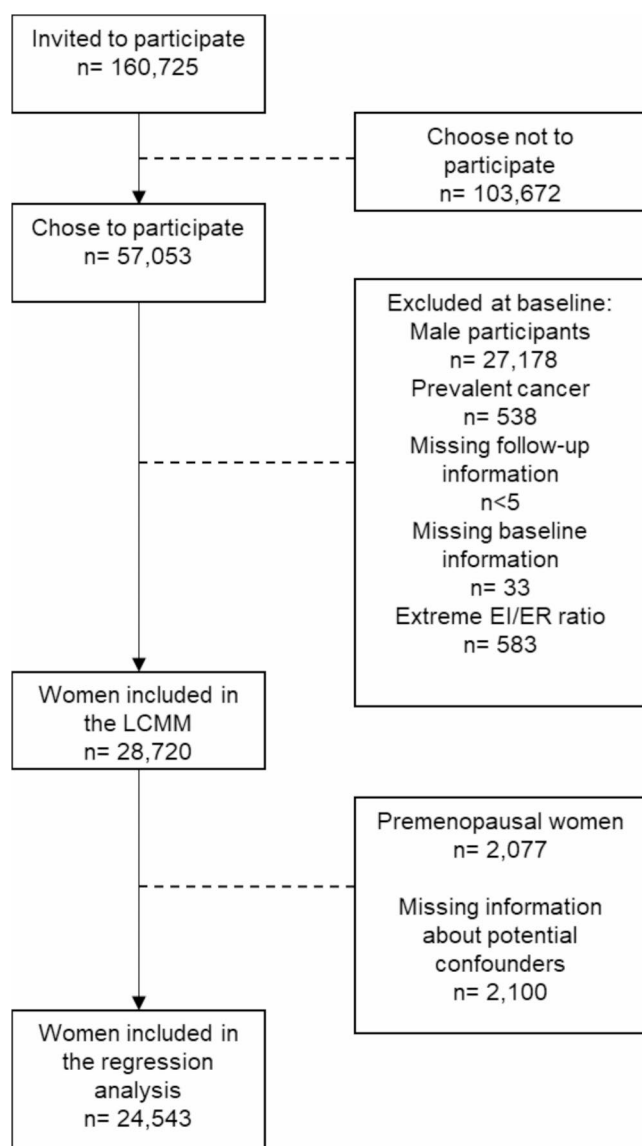 Invited to participate
n= 160,725
Choose not to
participate
n= 103,672
Chose to participate
n= 57,053
Excluded at baseline:
Male participants
n= 27,178
Prevalent cancer
n= 538
Missing follow-up
information
n<5
Missing baseline
information
n= 33
Extreme EI/ER ratio
n= 583
Women included in
the LCMM
n= 28,720
Premenopausal women
n= 2,077
Missing information
about potential
confounders
n= 2,100
Women included in
the regression
analysis
n= 24,543